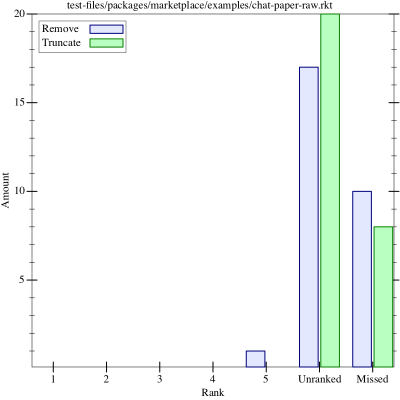 test-files/packages/marketplace/examples/chat-paper-raw.rkt
Remove
Truncate
20
15
10
5
Amount
1 2 3 4 5 Unranked Missed
Rank